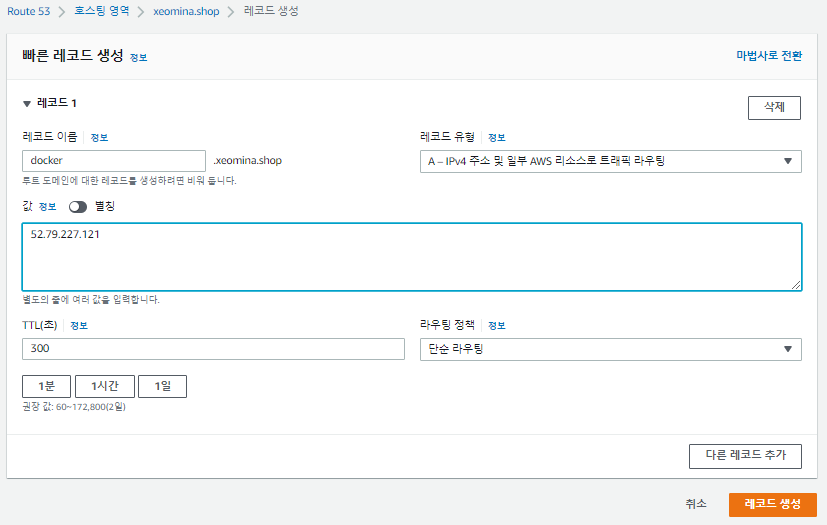 Route 53 > 호스팅 영역 > xeomina.shop > 레코드 생성
빠른 레코드 생성 정보
마법사로 전환
▼ 레코드 1
삭제
레코드 이름 정보
레코드 유형 정보
docker .xeomina.shop
A – IPv4 주소 및 일부 AWS 리소스로 트래픽 라우팅
루트 도메인에 대한 레코드를 생성하려면 비워 둡니다.
값 정보 별칭
52.79.227.121
별도의 줄에 여러 값을 입력합니다.
TTL(초) 정보
라우팅 정책 정보
300
단순 라우팅
1분 1시간 1일
권장 값: 60~172,800(2일)
다른 레코드 추가
취소 레코드 생성